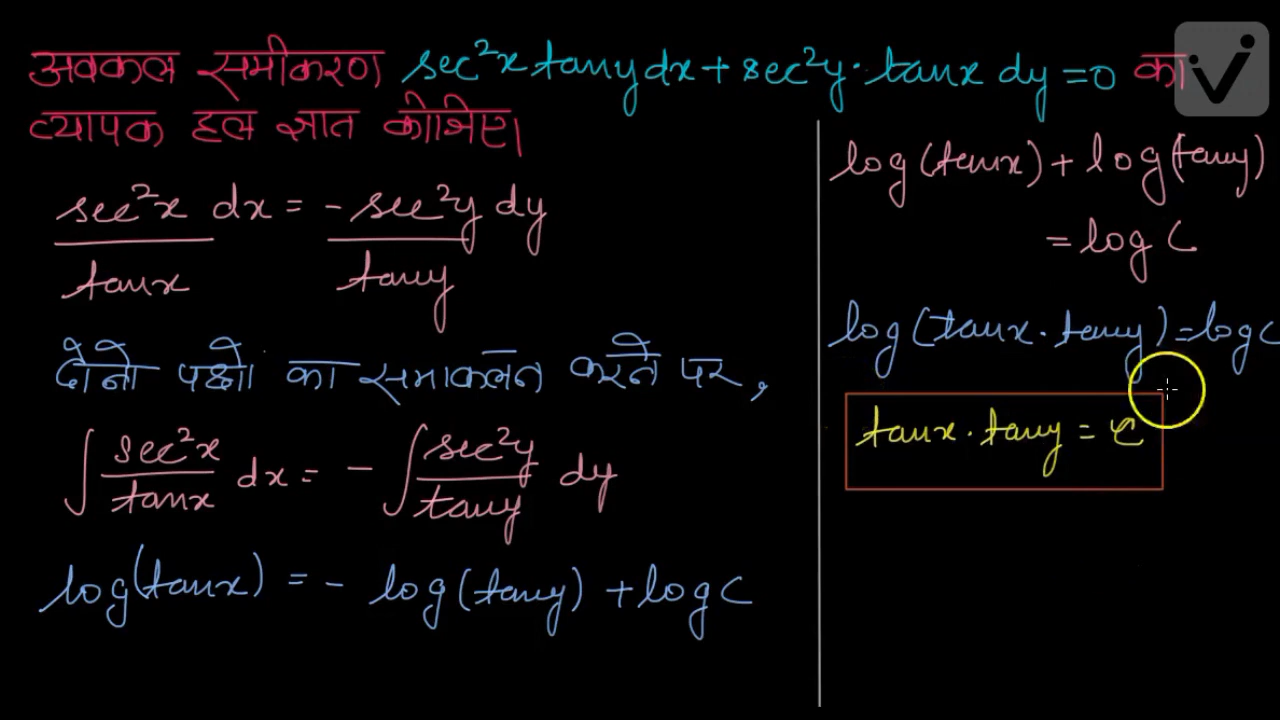 अवकल समीकरण sec²x tany dx + sec²y · tanx dy = 0 का
व्यापक हल ज्ञात कीजिए।
sec²x/tanx dx = - sec²y/tany dy
दोनो पक्षो का समाकलन करने पर,
∫ sec²x/tanx dx = - ∫ sec²y/tany dy
log(tanx) = - log(tany) + log C
log(tanx) + log(tany)
= log C
log(tanx · tany) = log C
tanx · tany = C